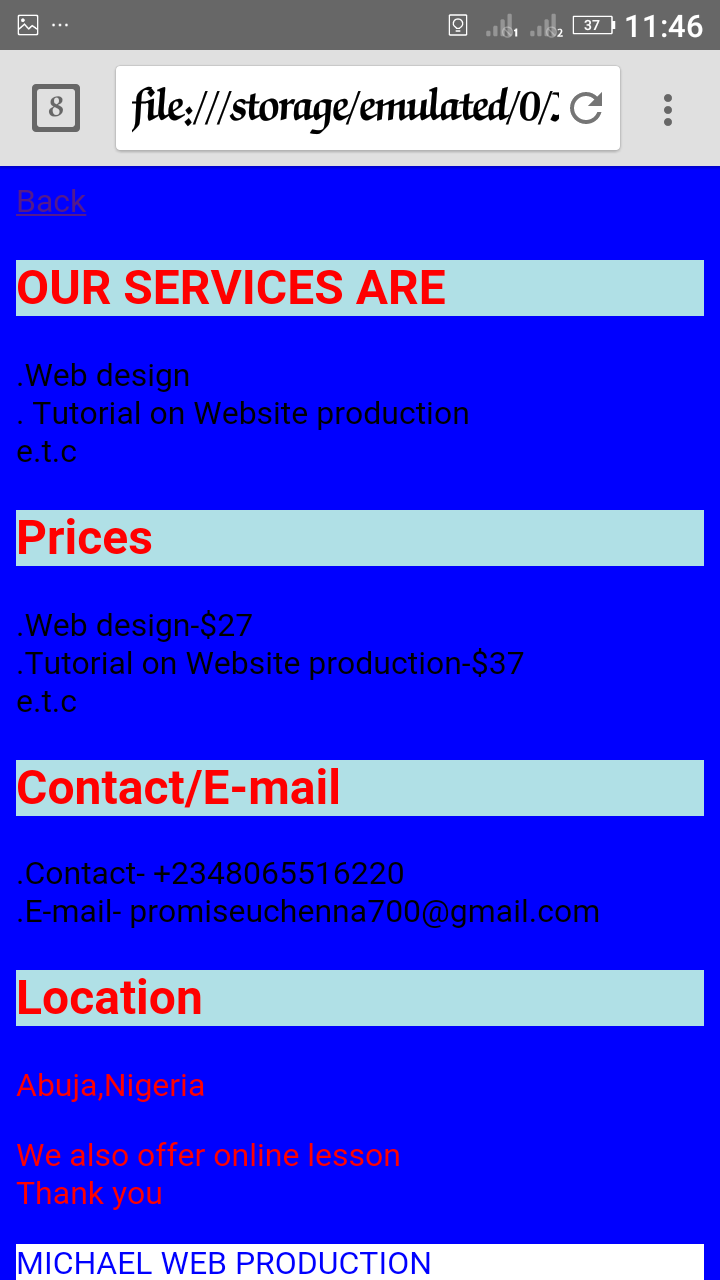 37 11:46
8
file:///storage/emulated/0/
Back
OUR SERVICES ARE
.Web design
. Tutorial on Website production
e.t.c
Prices
.Web design-$27
.Tutorial on Website production-$37
e.t.c
Contact/E-mail
.Contact- +2348065516220
.E-mail- promiseuchenna700@gmail.com
Location
Abuja,Nigeria
We also offer online lesson
Thank you
MICHAEL WEB PRODUCTION